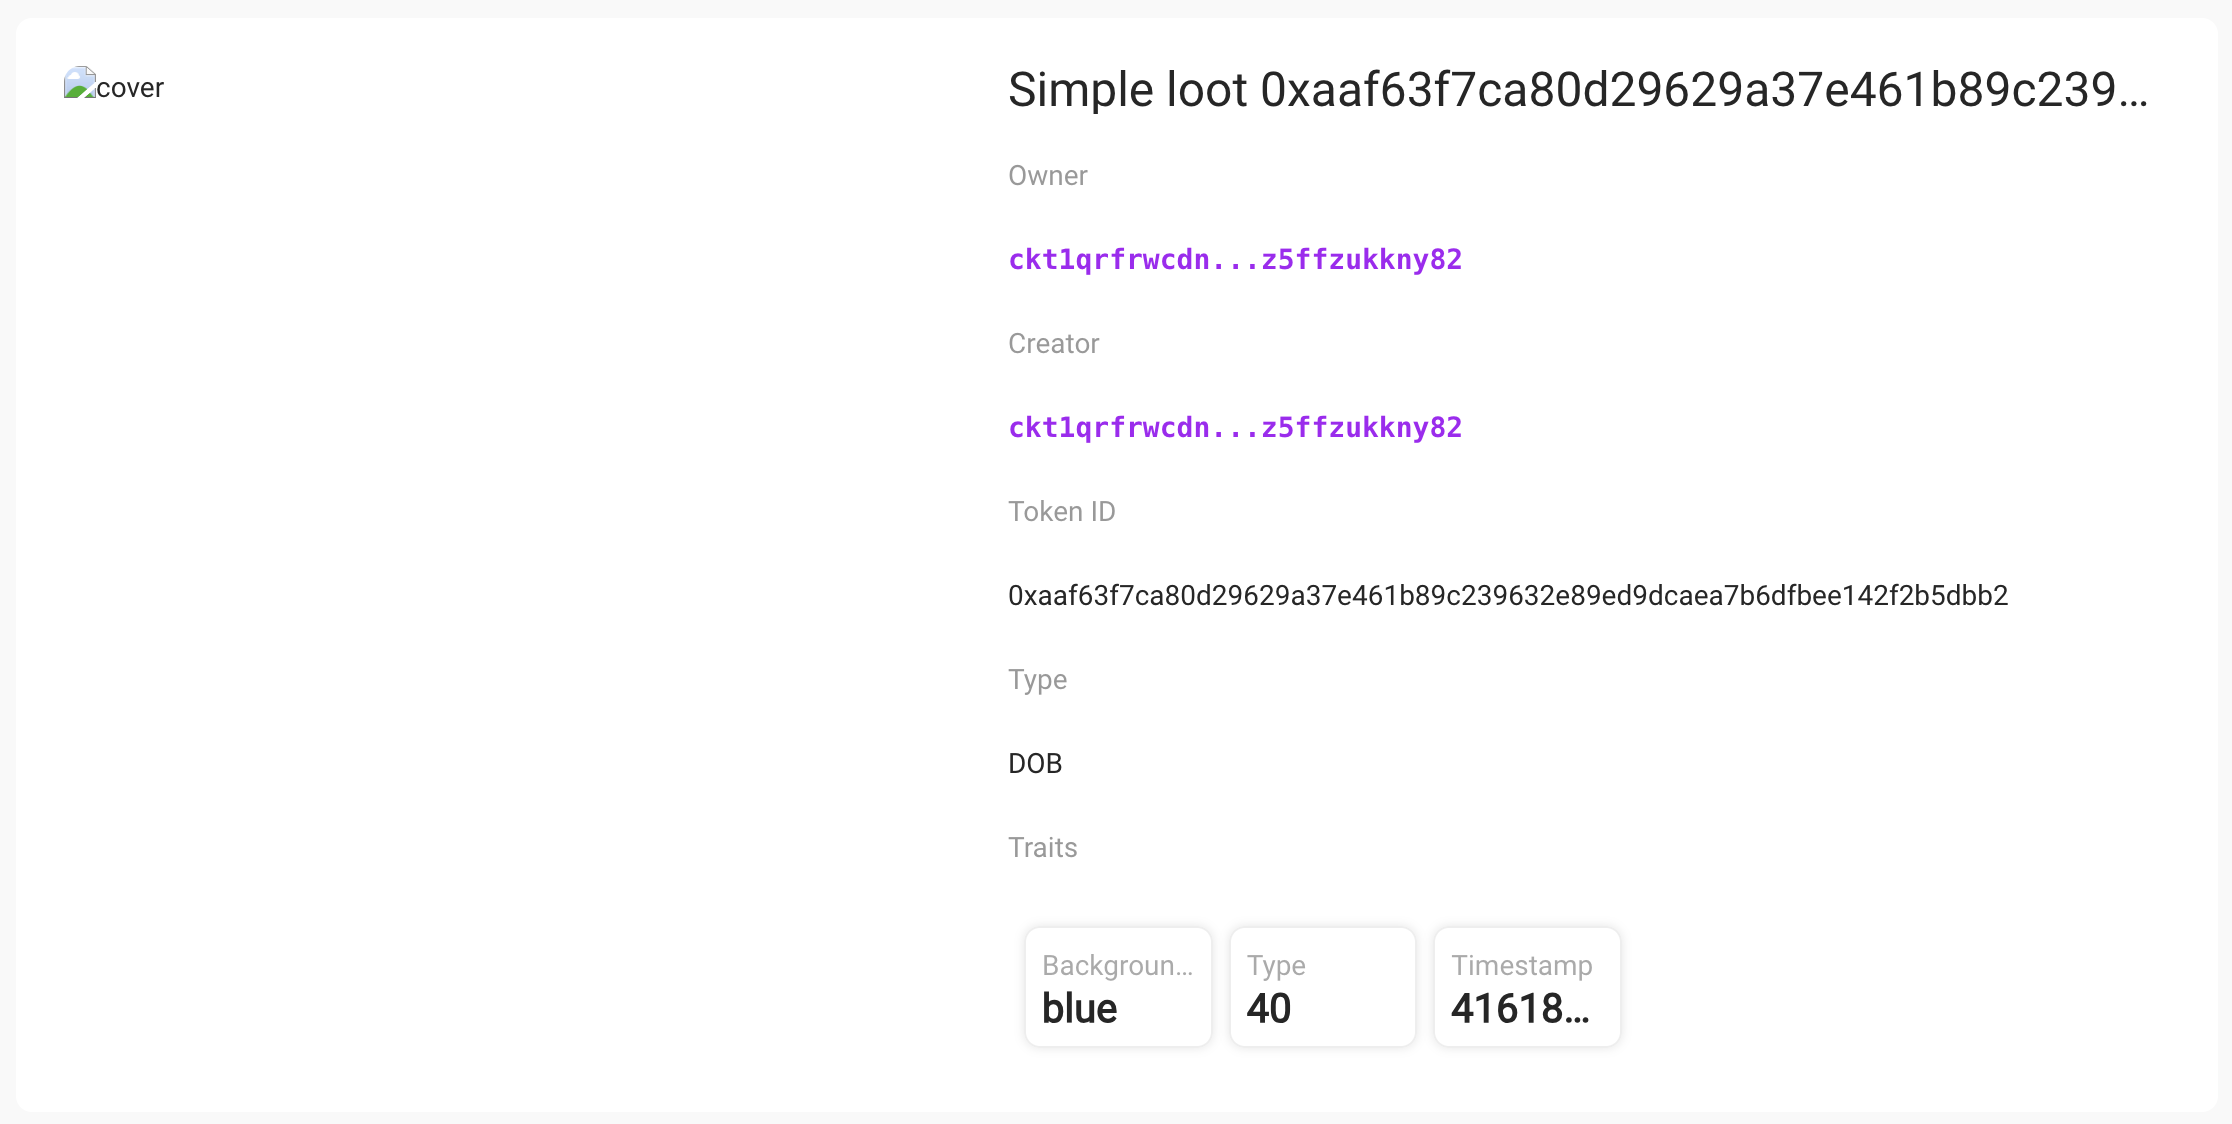 cover
Simple loot 0xaaf63f7ca80d29629a37e461b89c239...
Owner
ckt1qrfrwcdn...z5ffzukkny82
Creator
ckt1qrfrwcdn...z5ffzukkny82
Token ID
0xaaf63f7ca80d29629a37e461b89c239632e89ed9dcaea7b6dfbee142f2b5dbb2
Type
DOB
Traits
Backgroun... Type Timestamp
blue 40 41618...